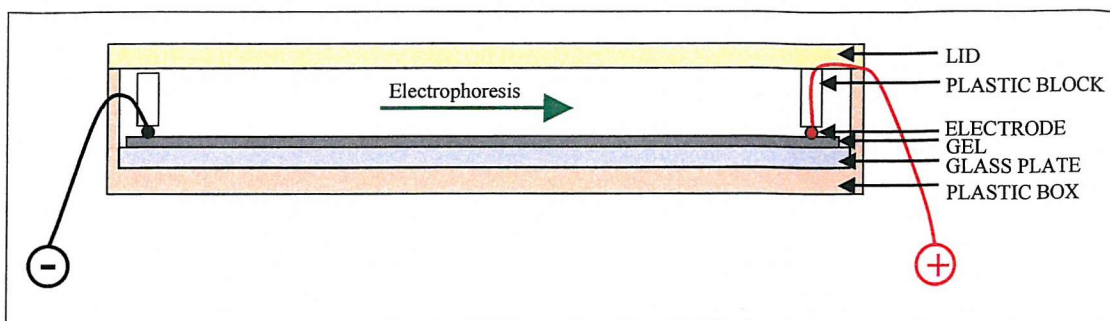 LID
Electrophoresis
PLASTIC BLOCK
ELECTRODE
GEL
GLASS PLATE
PLASTIC BOX
-
+